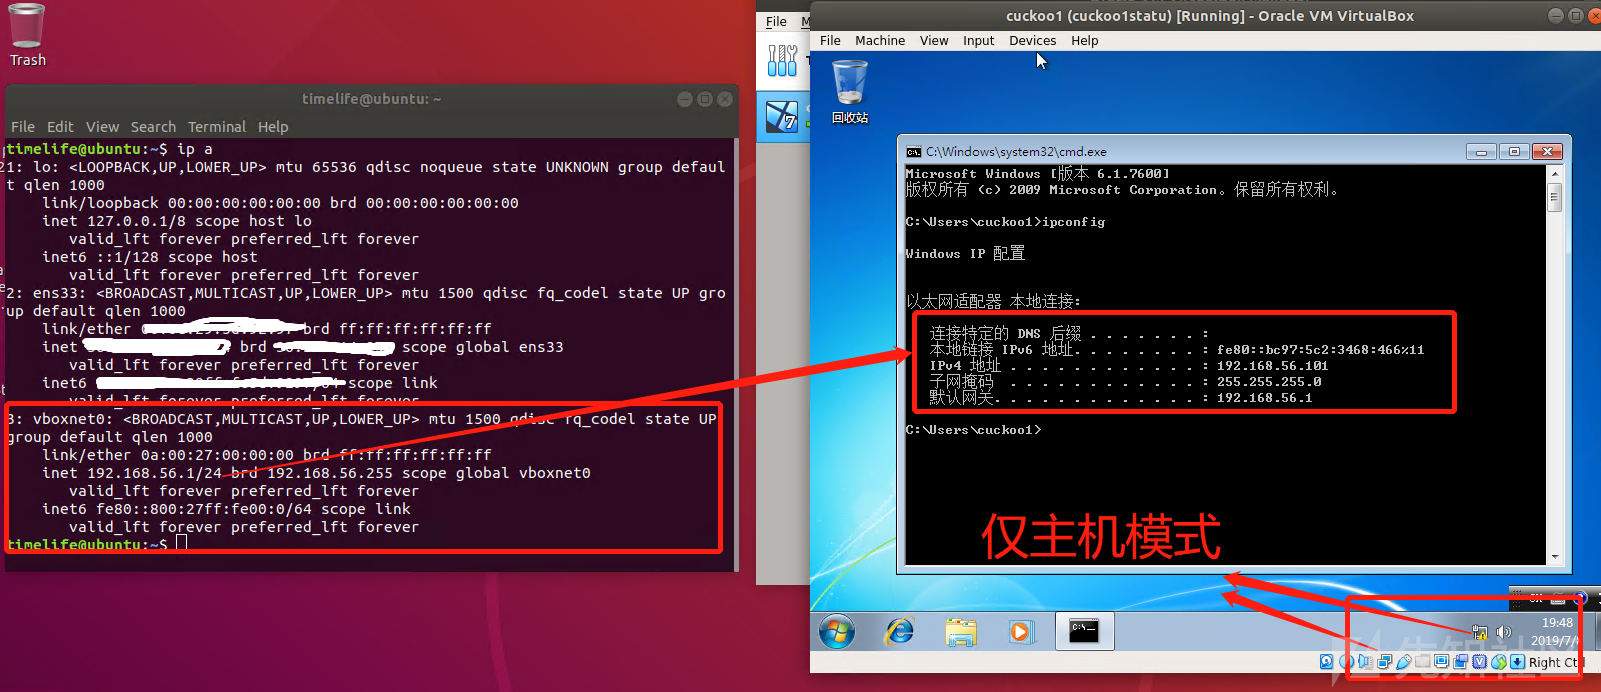 Trash
timelife@ubuntu: ~
File Edit View Search Terminal Help
timelife@ubuntu:~$ ip a
1: lo: <LOOPBACK,UP,LOWER_UP> mtu 65536 qdisc noqueue state UNKNOWN group defaul
t qlen 1000
link/loopback 00:00:00:00:00:00 brd 00:00:00:00:00:00
inet 127.0.0.1/8 scope host lo
valid_lft forever preferred_lft forever
inet6 ::1/128 scope host
valid_lft forever preferred_lft forever
2: ens33: <BROADCAST,MULTICAST,UP,LOWER_UP> mtu 1500 qdisc fq_codel state UP gro
up default qlen 1000
link/ether brd ff:ff:ff:ff:ff:ff
inet brd scope global ens33
valid_lft forever preferred_lft forever
inet6 scope link
valid_lft forever preferred_lft forever
3: vboxnet0: <BROADCAST,MULTICAST,UP,LOWER_UP> mtu 1500 qdisc fq_codel state UP
group default qlen 1000
link/ether 0a:00:27:00:00:00 brd ff:ff:ff:ff:ff:ff
inet 192.168.56.1/24 brd 192.168.56.255 scope global vboxnet0
valid_lft forever preferred_lft forever
inet6 fe80::800:27ff:fe00:0/64 scope link
valid_lft forever preferred_lft forever
timelife@ubuntu:~$
File
cuckoo1 (cuckoo1statu) [Running] - Oracle VM VirtualBox
File Machine View Input Devices Help
回收站
C:\Windows\system32\cmd.exe
Microsoft Windows [版本 6.1.7600]
版权所有 (c) 2009 Microsoft Corporation。保留所有权利。
C:\Users\cuckoo1>ipconfig
Windows IP 配置
以太网适配器 本地连接:
连接特定的 DNS 后缀 . . . . . . . :
本地链接 IPv6 地址. . . . . . . . : fe80::bc97:5c2:3468:466%11
IPv4 地址 . . . . . . . . . . . . : 192.168.56.101
子网掩码 . . . . . . . . . . . . : 255.255.255.0
默认网关. . . . . . . . . . . . . : 192.168.56.1
C:\Users\cuckoo1>
仅主机模式
19:48
2019/7/
先知社区
Right Ctrl